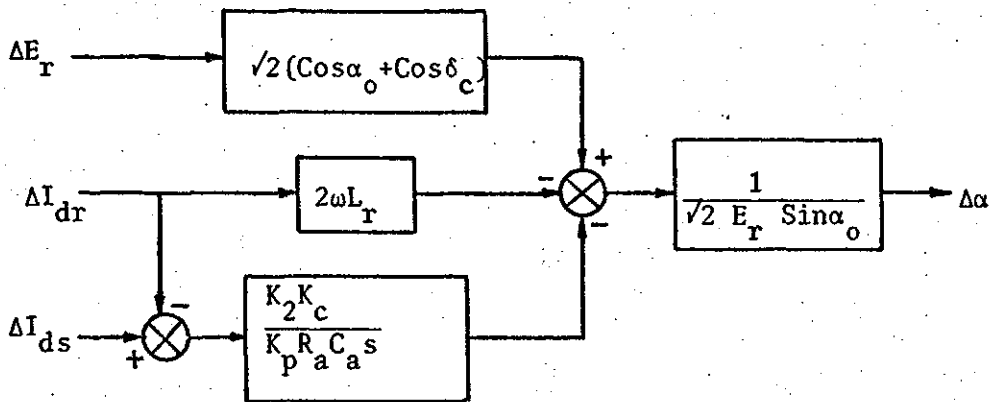 ΔE_r
√2 (Cosα_o+Cosδ_c)
+
ΔI_dr
2ωL_r
-
1
√2 E_r Sinα_o
Δα
-
-
ΔI_ds
+
K_2K_c
K_pR_aC_as